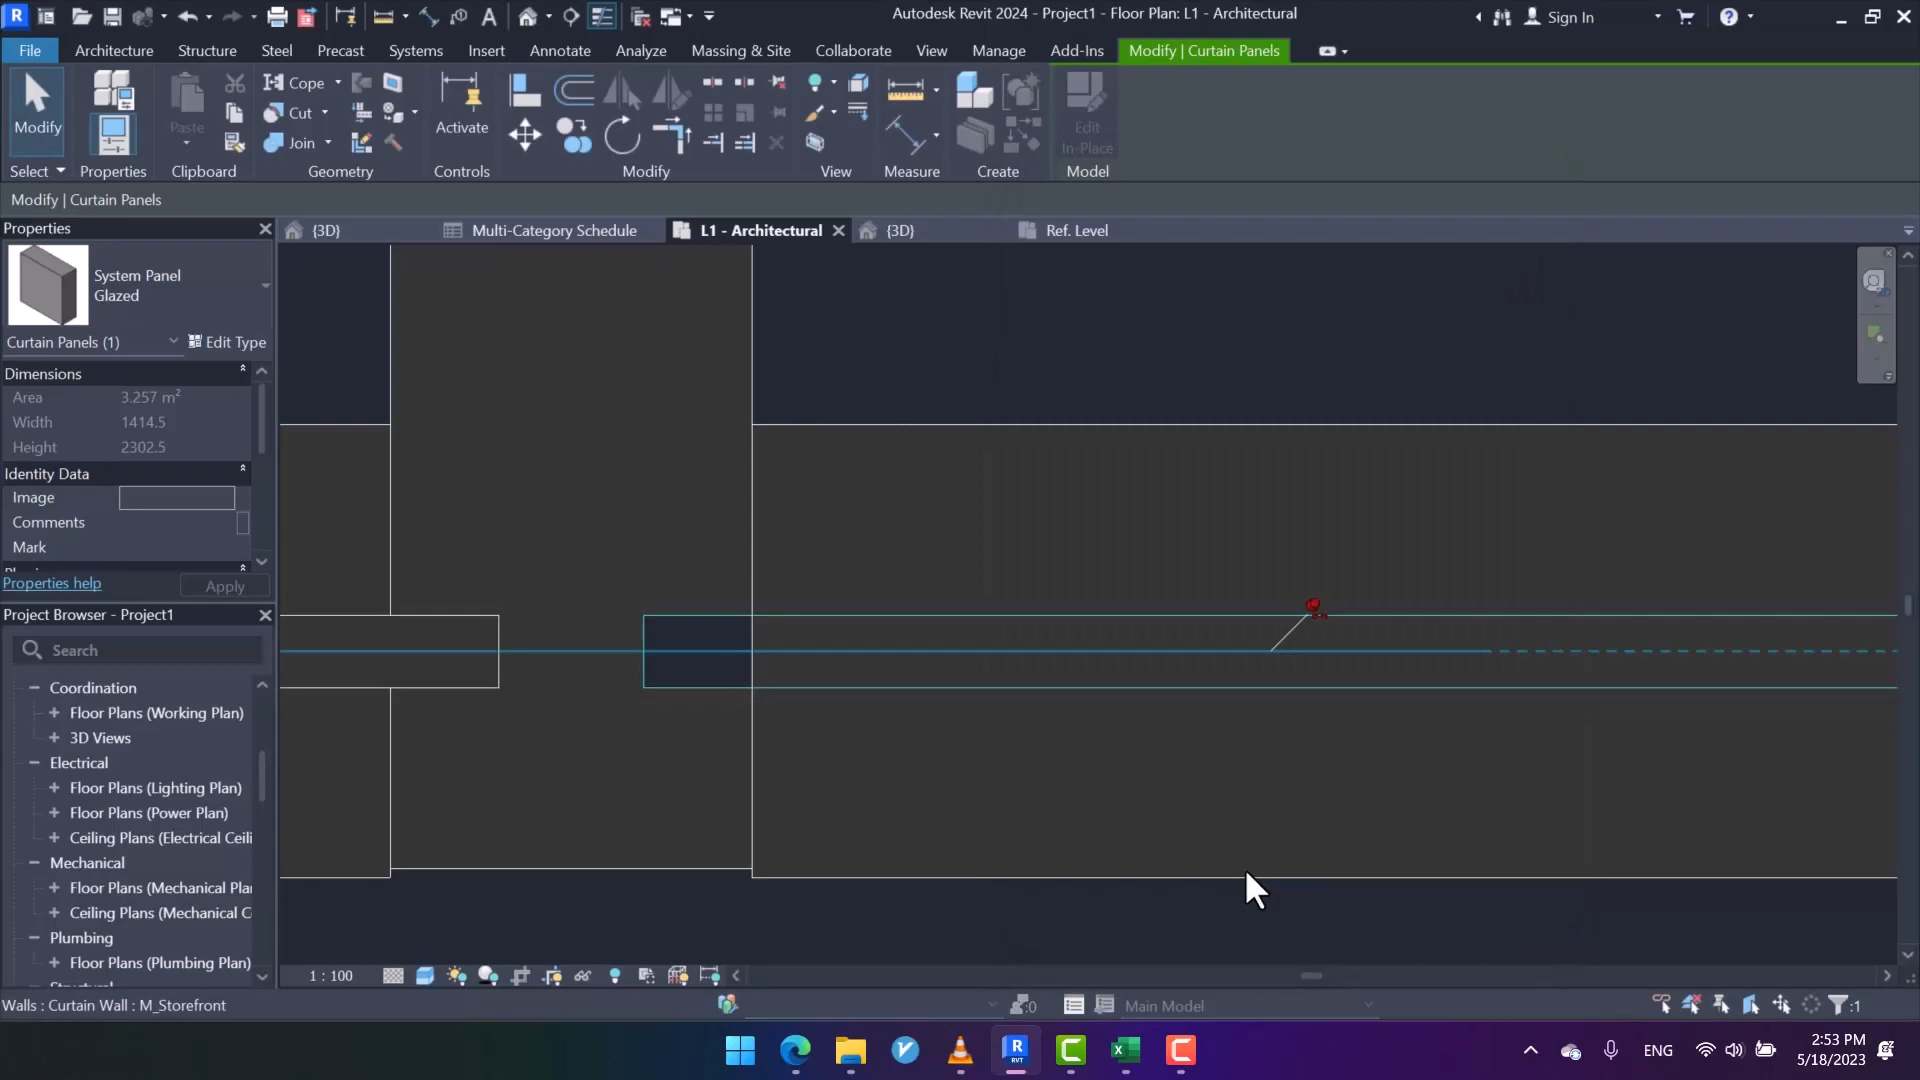 Autodesk Revit 2024 - Project1 - Floor Plan: L1 - Architectural
Sign In
File Architecture Structure Steel Precast Systems Insert Annotate Analyze Massing & Site Collaborate View Manage Add-Ins Modify | Curtain Panels
Modify
Paste
Cope
Cut
Join
Activate
Edit
In-Place
Select Properties Clipboard Geometry Controls Modify View Measure Create Model
Modify | Curtain Panels
Properties
{3D} Multi-Category Schedule L1 - Architectural {3D} Ref. Level
System Panel
Glazed
Curtain Panels (1) Edit Type
Dimensions
Area 3.257 m²
Width 1414.5
Height 2302.5
Identity Data
Image
Comments
Mark
Properties help Apply
Project Browser - Project1
Search
Coordination
Floor Plans (Working Plan)
3D Views
Electrical
Floor Plans (Lighting Plan)
Floor Plans (Power Plan)
Ceiling Plans (Electrical Ceili
Mechanical
Floor Plans (Mechanical Pla
Ceiling Plans (Mechanical C
Plumbing
Floor Plans (Plumbing Plan)
1 : 100
Walls : Curtain Wall : M_Storefront
:0
Main Model
:1
ENG
2:53 PM
5/18/2023